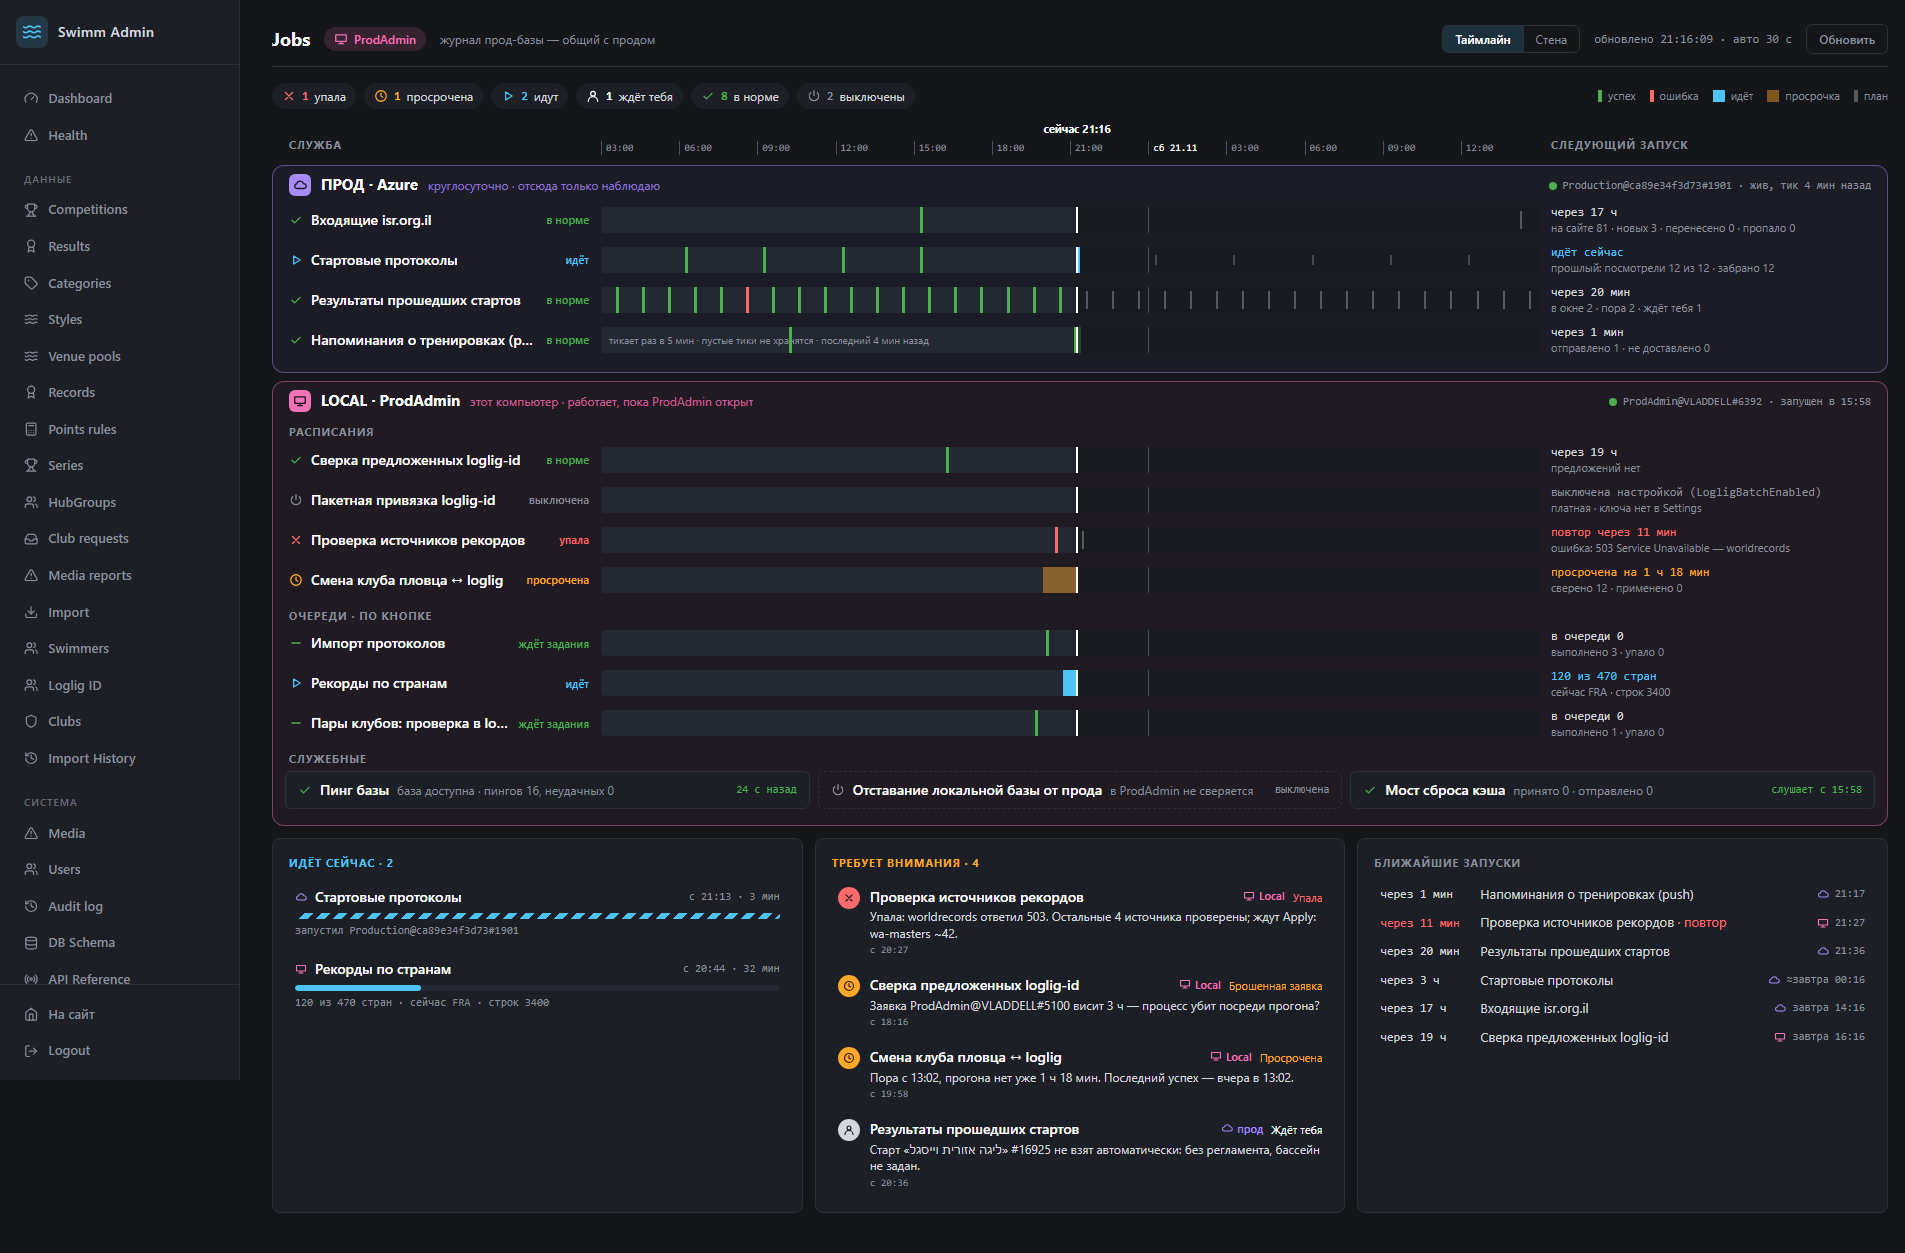 Swimm Admin
Dashboard
Health
ДАННЫЕ
Competitions
Results
Categories
Styles
Venue pools
Records
Points rules
Series
HubGroups
Club requests
Media reports
Import
Swimmers
Loglig ID
Clubs
Import History
СИСТЕМА
Media
Users
Audit log
DB Schema
API Reference
На сайт
Logout
Jobs ProdAdmin журнал прод-базы — общий с продом
Таймлайн Стена обновлено 21:16:09 · авто 30 с Обновить
1 упала 1 просрочена 2 идут 1 ждёт тебя 8 в норме 2 выключены
успех ошибка идёт просрочка план
сейчас 21:16
СЛУЖБА 03:00 06:00 09:00 12:00 15:00 18:00 21:00 сб 21.11 03:00 06:00 09:00 12:00 СЛЕДУЮЩИЙ ЗАПУСК
ПРОД · Azure круглосуточно · отсюда только наблюдаю Production@ca89e34f3d73#1901 · жив, тик 4 мин назад
Входящие isr.org.il в норме через 17 ч
на сайте 81 · новых 3 · перенесено 0 · пропало 0
Стартовые протоколы идёт идёт сейчас
прошлый: посмотрели 12 из 12 · забрано 12
Результаты прошедших стартов в норме через 20 мин
в окне 2 · пора 2 · ждёт тебя 1
Напоминания о тренировках (p... в норме тикает раз в 5 мин · пустые тики не хранятся · последний 4 мин назад через 1 мин
отправлено 1 · не доставлено 0
LOCAL · ProdAdmin этот компьютер · работает, пока ProdAdmin открыт ProdAdmin@VLADDELL#6392 · запущен в 15:58
РАСПИСАНИЯ
Сверка предложенных loglig-id в норме через 19 ч
предложений нет
Пакетная привязка loglig-id выключена выключена настройкой (LogligBatchEnabled)
платная · ключа нет в Settings
Проверка источников рекордов упала повтор через 11 мин
ошибка: 503 Service Unavailable — worldrecords
Смена клуба пловца ↔ loglig просрочена просрочена на 1 ч 18 мин
сверено 12 · применено 0
ОЧЕРЕДИ · ПО КНОПКЕ
Импорт протоколов ждёт задания в очереди 0
выполнено 3 · упало 0
Рекорды по странам идёт 120 из 470 стран
сейчас FRA · строк 3400
Пары клубов: проверка в lo... ждёт задания в очереди 0
выполнено 1 · упало 0
СЛУЖЕБНЫЕ
Пинг базы база доступна · пингов 16, неудачных 0 24 с назад
Отставание локальной базы от прода в ProdAdmin не сверяется выключена
Мост сброса кэша принято 0 · отправлено 0 слушает с 15:58
ИДЁТ СЕЙЧАС · 2
Стартовые протоколы с 21:13 · 3 мин
запустил Production@ca89e34f3d73#1901
Рекорды по странам с 20:44 · 32 мин
120 из 470 стран · сейчас FRA · строк 3400
ТРЕБУЕТ ВНИМАНИЯ · 4
Проверка источников рекордов Local Упала
Упала: worldrecords ответил 503. Остальные 4 источника проверены; ждут Apply:
wa-masters ~42.
с 20:27
Сверка предложенных loglig-id Local Брошенная заявка
Заявка ProdAdmin@VLADDELL#5100 висит 3 ч — процесс убит посреди прогона?
с 18:16
Смена клуба пловца ↔ loglig Local Просрочена
Пора с 13:02, прогона нет уже 1 ч 18 мин. Последний успех — вчера в 13:02.
с 19:58
Результаты прошедших стартов прод Ждёт тебя
Старт «ליגה אזורית וייסגל» #16925 не взят автоматически: без регламента, бассейн
не задан.
с 20:36
БЛИЖАЙШИЕ ЗАПУСКИ
через 1 мин Напоминания о тренировках (push) 21:17
через 11 мин Проверка источников рекордов · повтор 21:27
через 20 мин Результаты прошедших стартов 21:36
через 3 ч Стартовые протоколы ≈завтра 00:16
через 17 ч Входящие isr.org.il завтра 14:16
через 19 ч Сверка предложенных loglig-id завтра 16:16